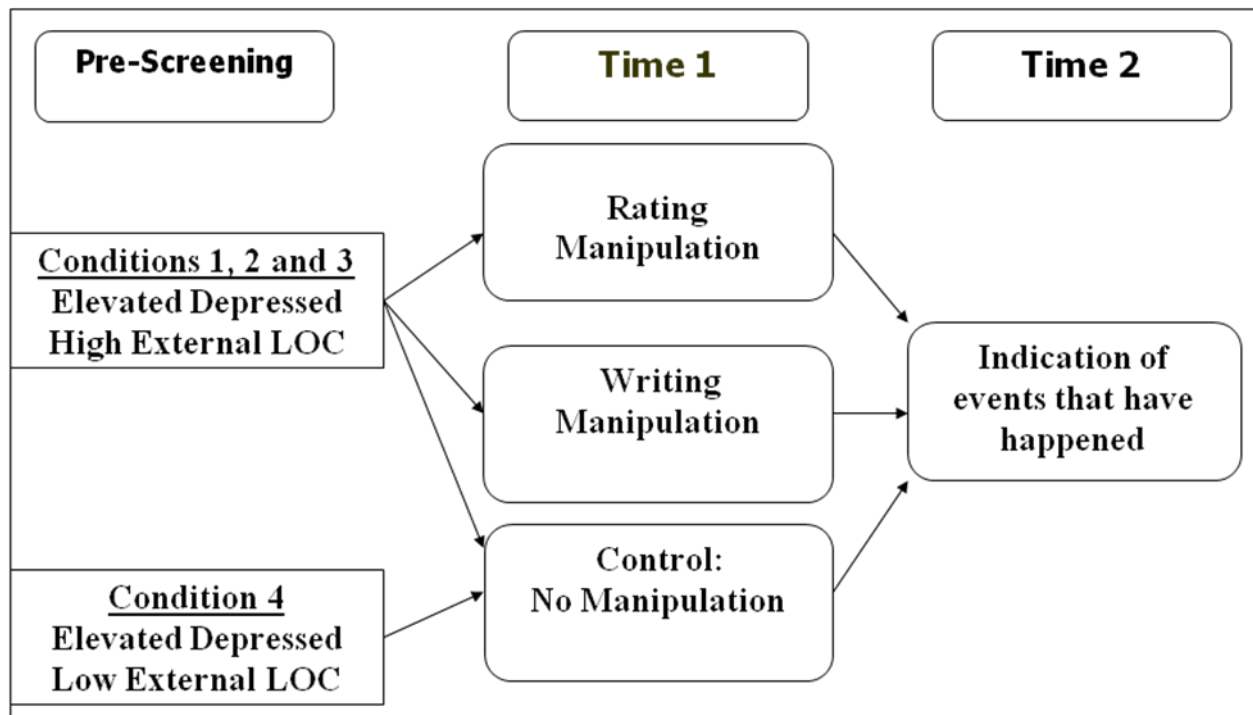 Pre-Screening
Time 1
Time 2
Conditions 1, 2 and 3
Elevated Depressed
High External LOC
Condition 4
Elevated Depressed
Low External LOC
Rating
Manipulation
Writing
Manipulation
Control:
No Manipulation
Indication of
events that have
happened